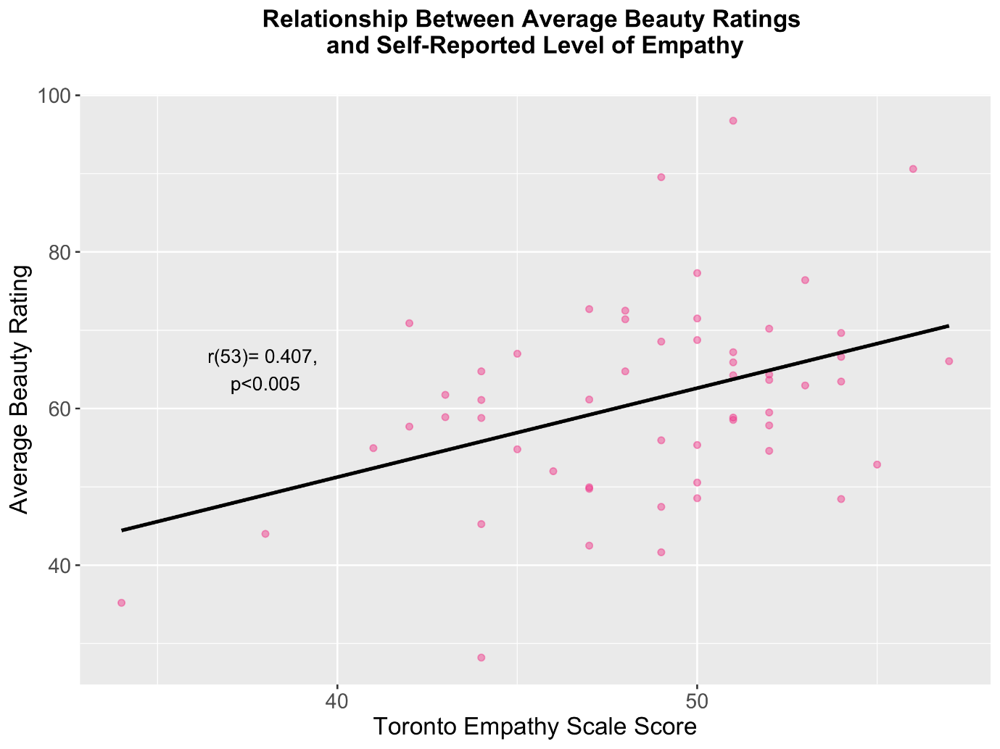 Relationship Between Average Beauty Ratings
and Self-Reported Level of Empathy
100
80
60
40
Average Beauty Rating
r(53)= 0.407,
p<0.005
40
50
Toronto Empathy Scale Score